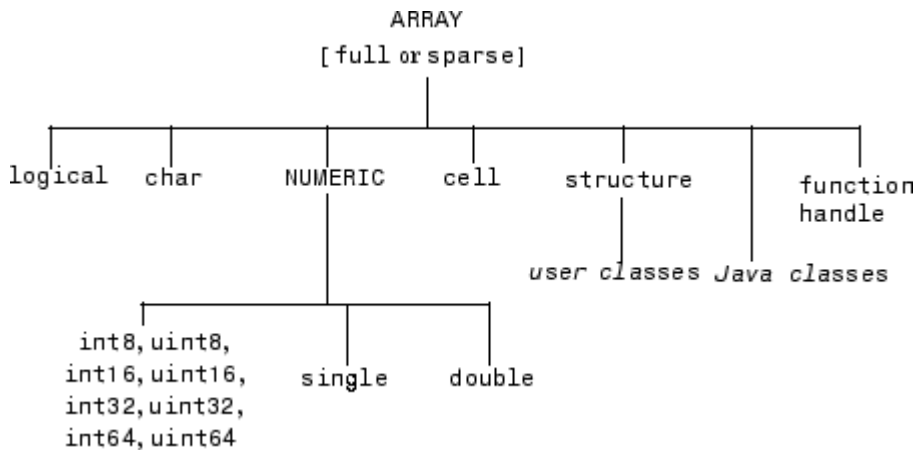 ARRAY
[full or sparse]
logical char NUMERIC cell structure function
handle
user classes Java classes
int8, uint8,
int16, uint16, single double
int32, uint32,
int64, uint64